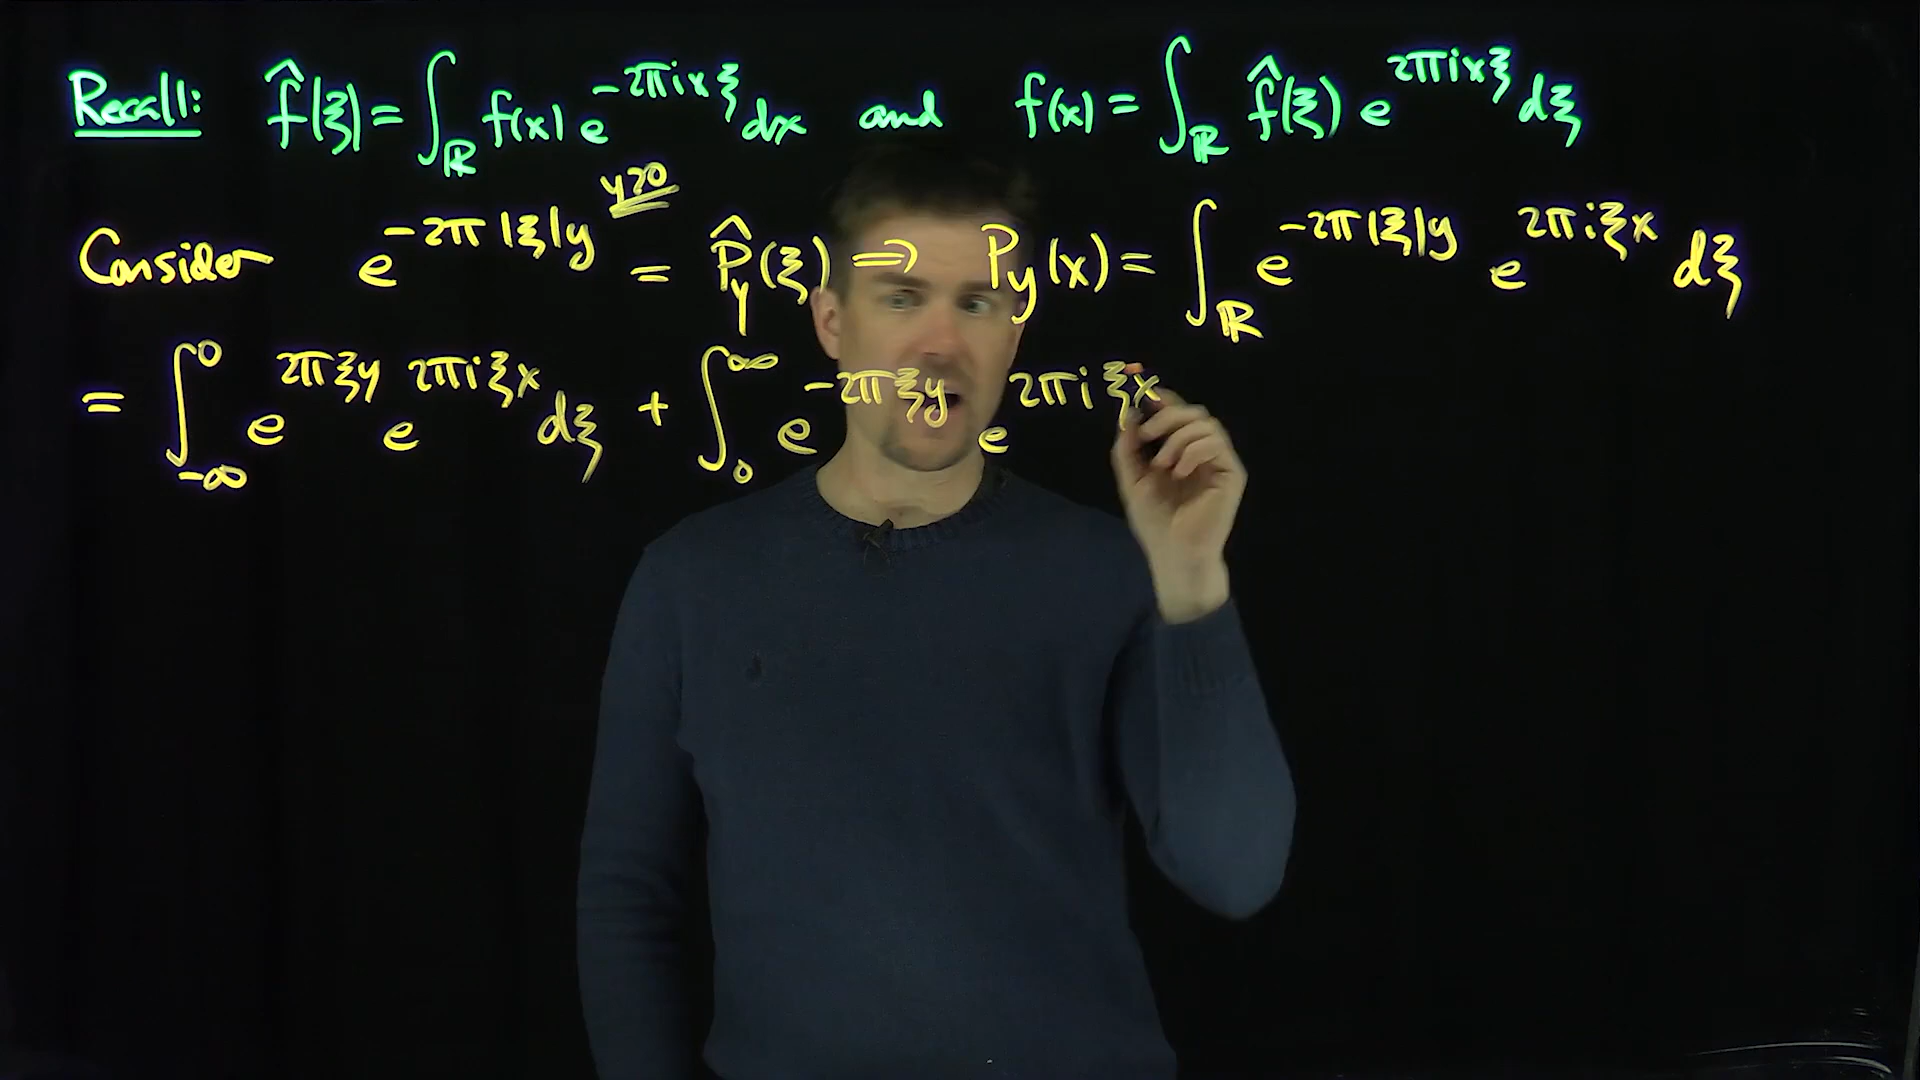 Recall: f̂(ξ) = ∫_ℝ f(x) e^{-2πixξ} dx and f(x) = ∫_ℝ f̂(ξ) e^{2πixξ} dξ
Consider e^{-2π|ξ|y} = P̂_y(ξ) ⇒ P_y(x) = ∫_ℝ e^{-2π|ξ|y} e^{2πiξx} dξ
y>0
= ∫_{-∞}^0 e^{2πξy} e^{2πiξx} dξ + ∫_0^∞ e^{-2πξy} e^{2πiξx}